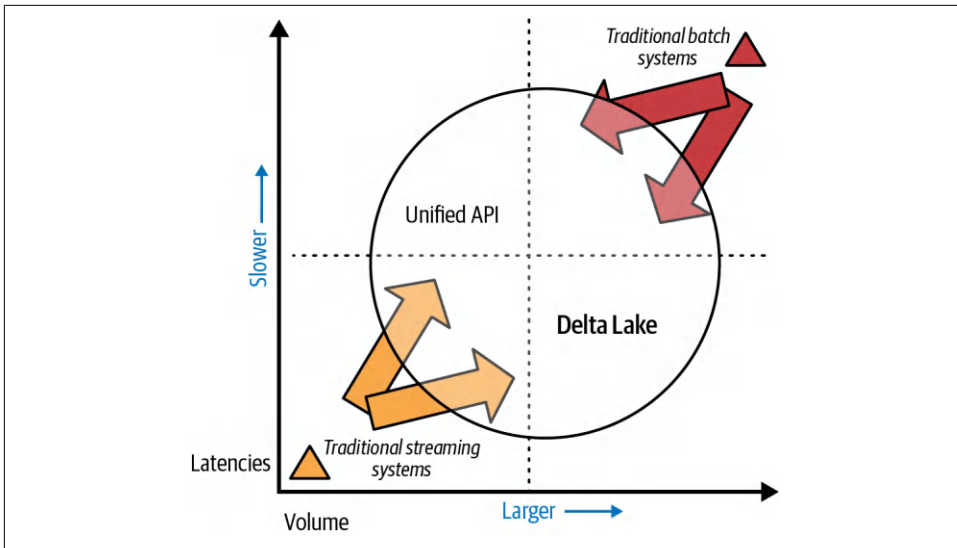 Traditional batch
systems
Unified API
Slower
Delta Lake
Traditional streaming
systems
Latencies
Larger
Volume